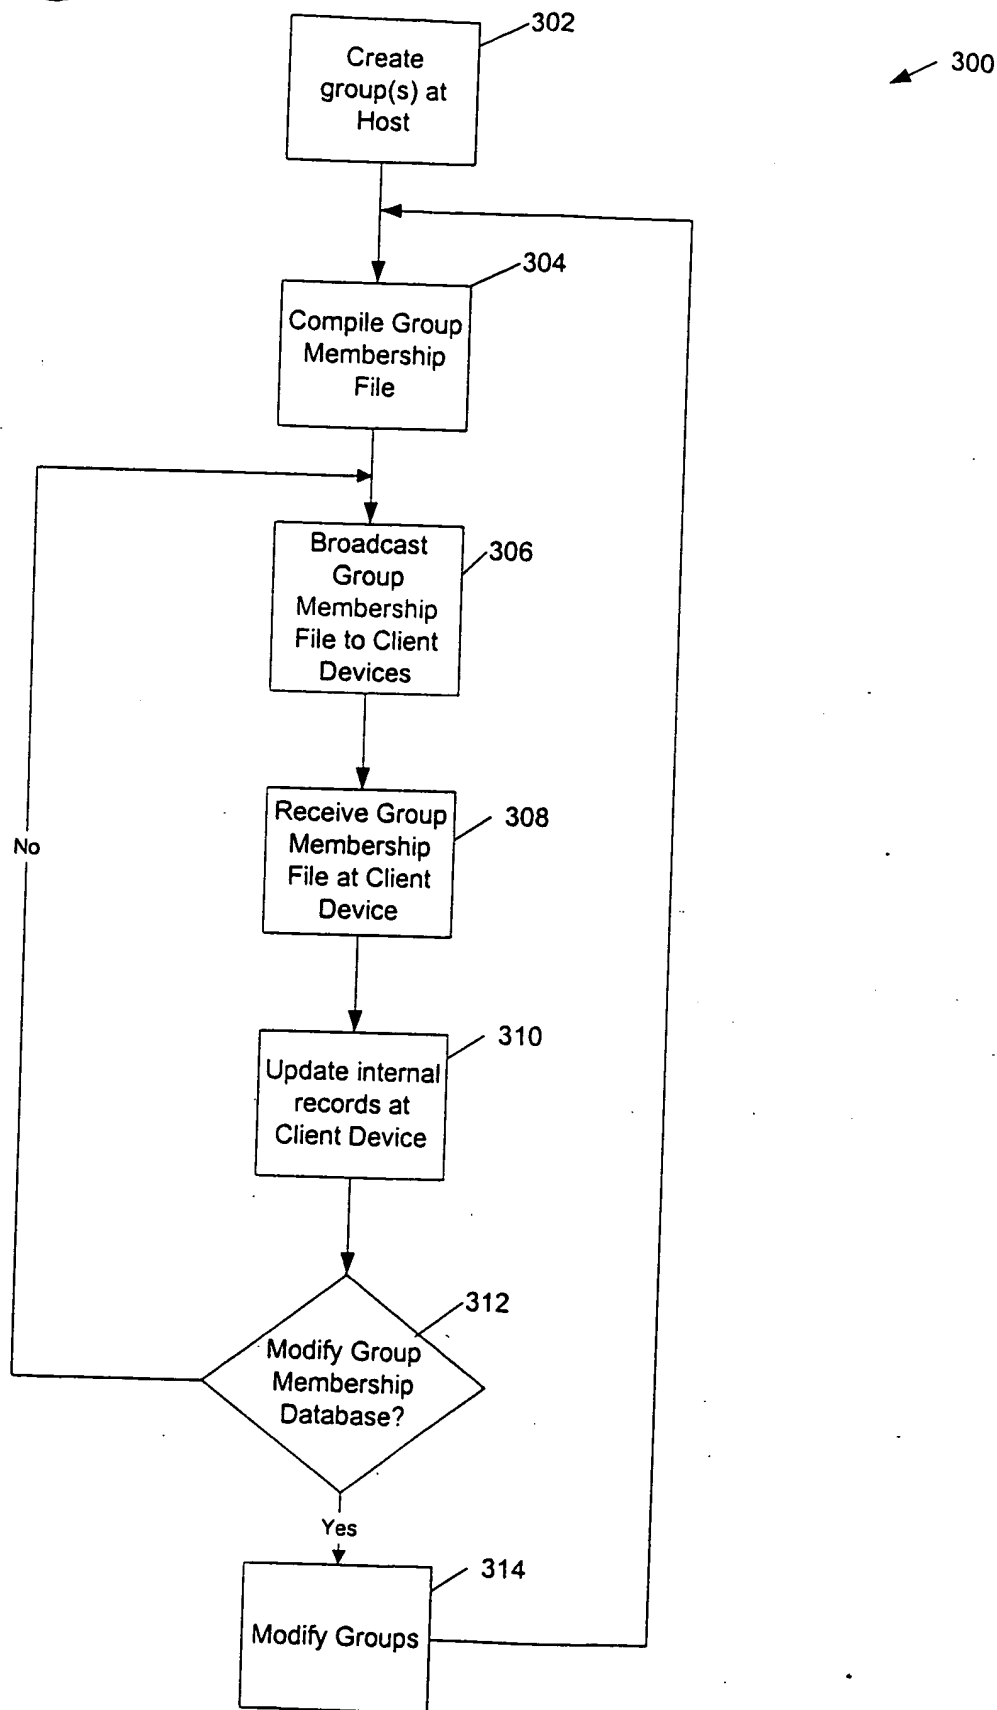 302
Create
group(s) at
Host
300
304
Compile Group
Membership
File
306
Broadcast
Group
Membership
File to Client
Devices
308
Receive Group
Membership
File at Client
Device
No
310
Update internal
records at
Client Device
312
Modify Group
Membership
Database?
Yes
314
Modify Groups